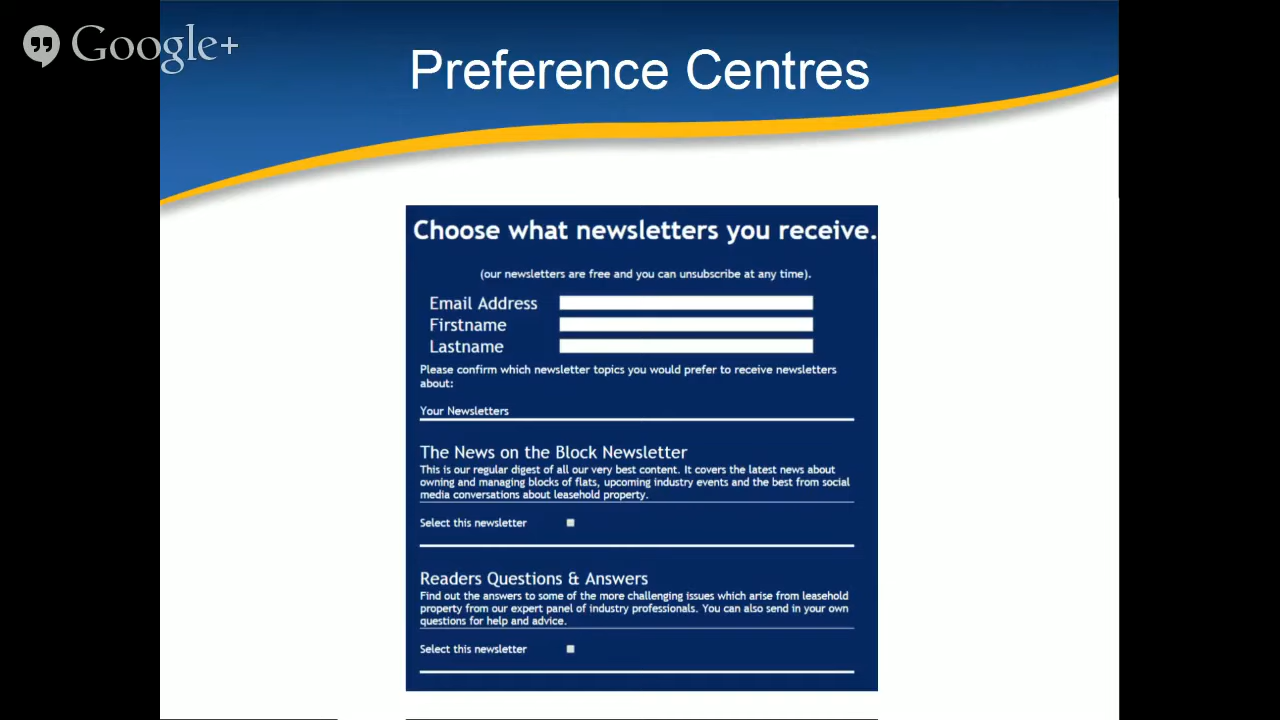 Google+
Preference Centres
Choose what newsletters you receive.
(our newsletters are free and you can unsubscribe at any time).
Email Address
Firstname
Lastname
Please confirm which newsletter topics you would prefer to receive newsletters
about:
Your Newsletters
The News on the Block Newsletter
This is our regular digest of all our very best content. It covers the latest news about
owning and managing blocks of flats, upcoming industry events and the best from social
media conversations about leasehold property.
Select this newsletter
Readers Questions & Answers
Find out the answers to some of the more challenging issues which arise from leasehold
property from our expert panel of industry professionals. You can also send in your own
questions for help and advice.
Select this newsletter